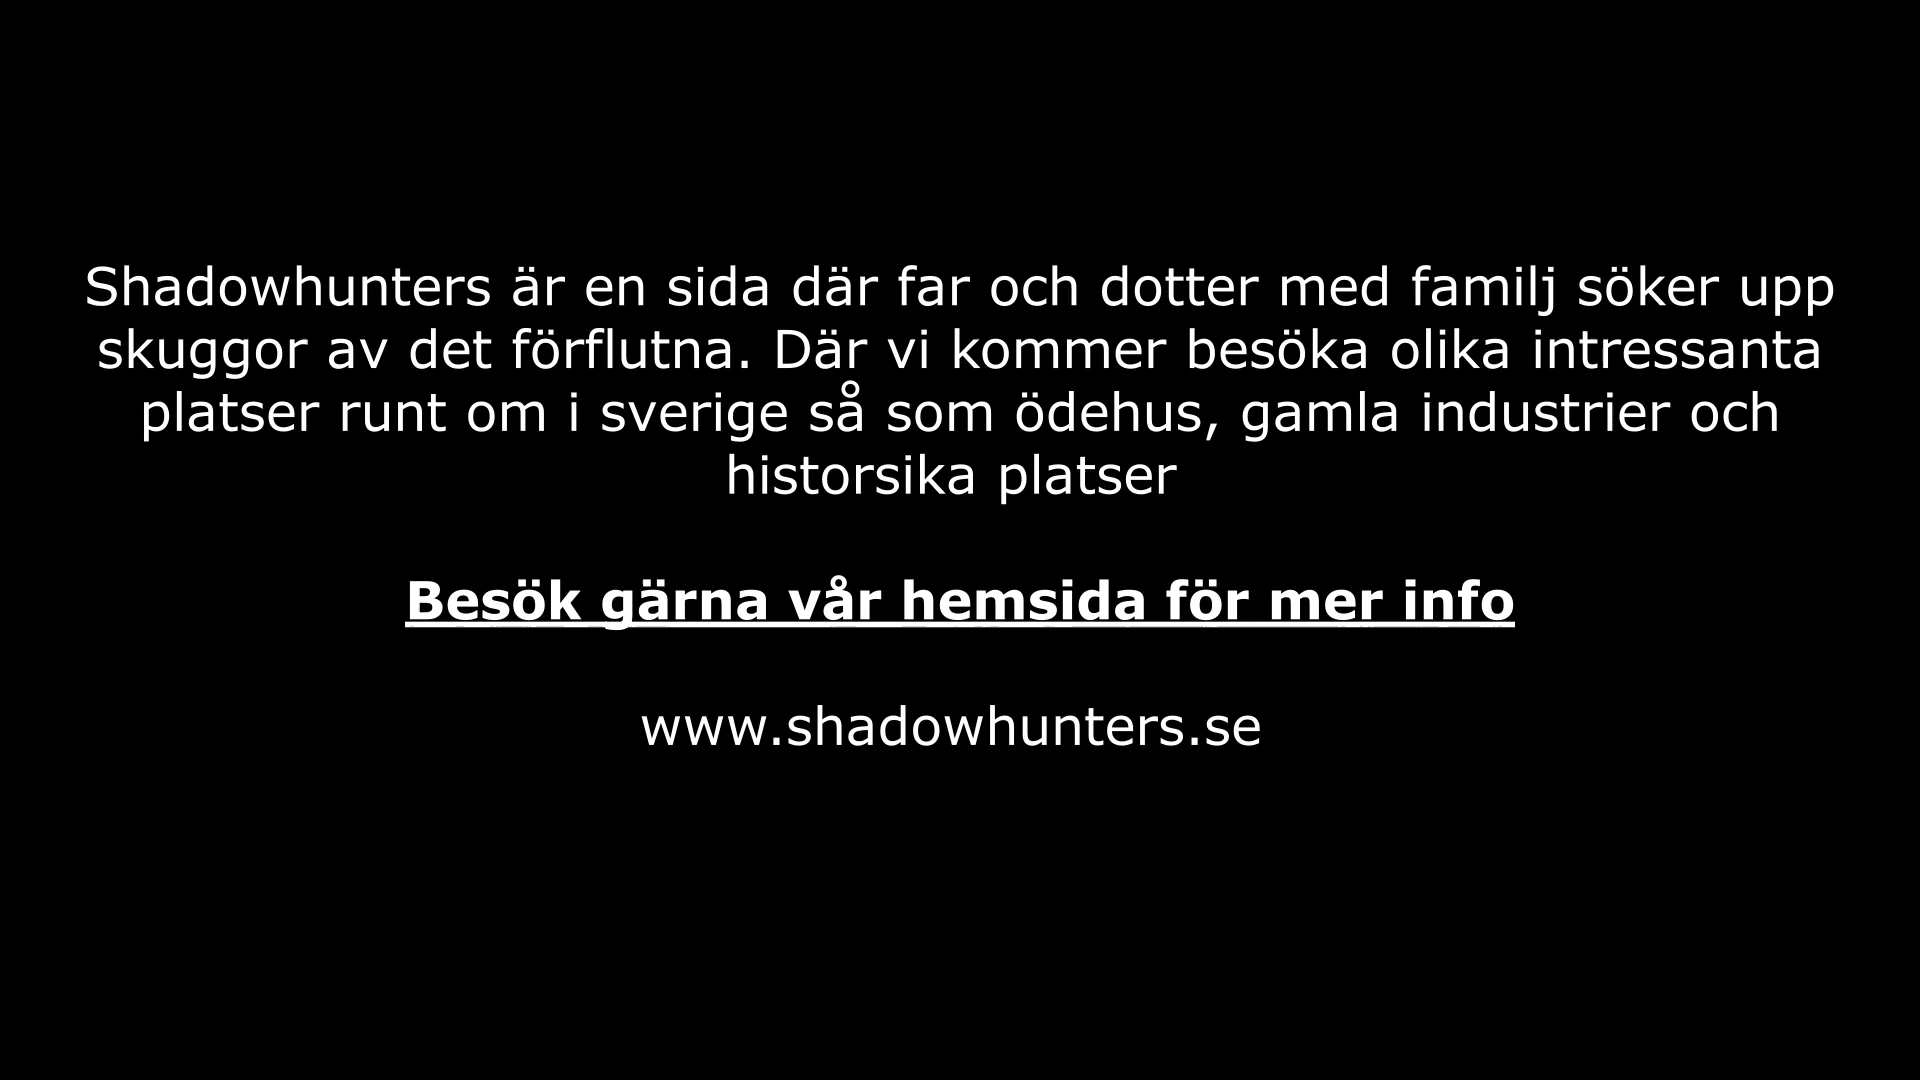 Shadowhunters är en sida där far och dotter med familj söker upp
skuggor av det förflutna. Där vi kommer besöka olika intressanta
platser runt om i sverige så som ödehus, gamla industrier och
historsika platser
Besök gärna vår hemsida för mer info
www.shadowhunters.se